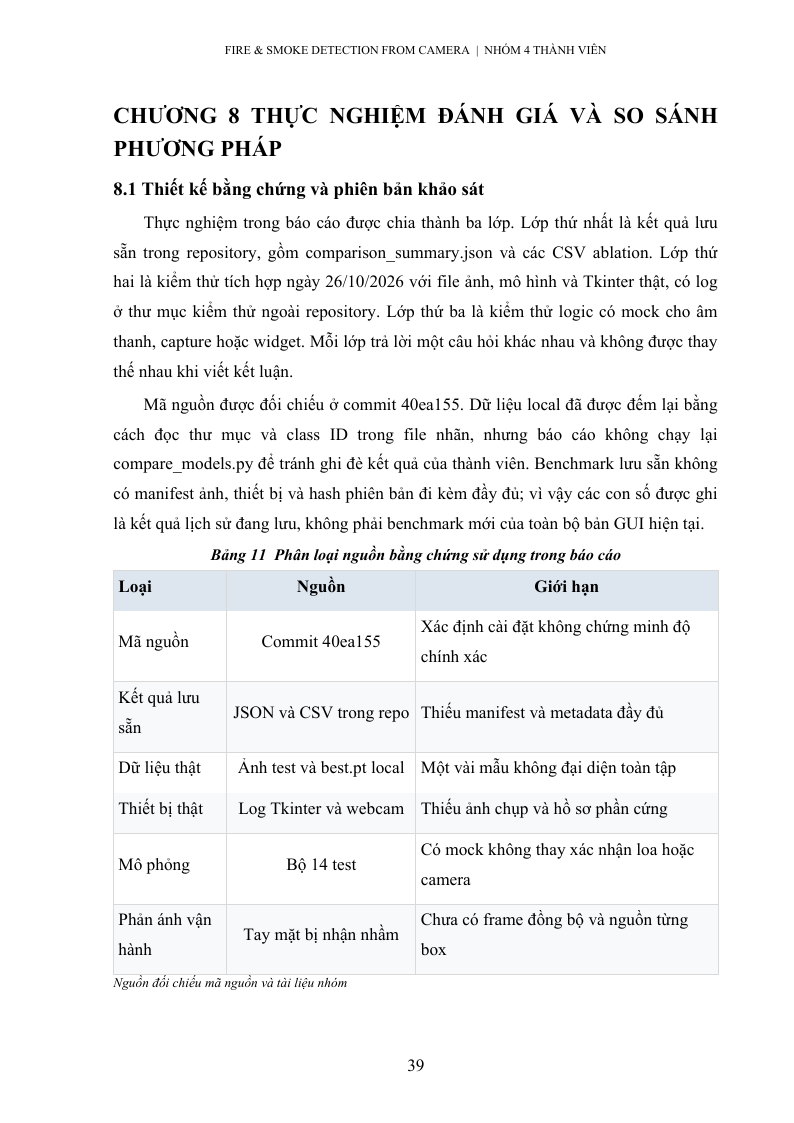 FIRE & SMOKE DETECTION FROM CAMERA | NHÓM 4 THÀNH VIÊN
CHƯƠNG 8 THỰC NGHIỆM ĐÁNH GIÁ VÀ SO SÁNH
PHƯƠNG PHÁP
8.1 Thiết kế bằng chứng và phiên bản khảo sát
Thực nghiệm trong báo cáo được chia thành ba lớp. Lớp thứ nhất là kết quả lưu
sẵn trong repository, gồm comparison_summary.json và các CSV ablation. Lớp thứ
hai là kiểm thử tích hợp ngày 26/10/2026 với file ảnh, mô hình và Tkinter thật, có log
ở thư mục kiểm thử ngoài repository. Lớp thứ ba là kiểm thử logic có mock cho âm
thanh, capture hoặc widget. Mỗi lớp trả lời một câu hỏi khác nhau và không được thay
thế nhau khi viết kết luận.
Mã nguồn được đối chiếu ở commit 40ea155. Dữ liệu local đã được đếm lại bằng
cách đọc thư mục và class ID trong file nhãn, nhưng báo cáo không chạy lại
compare_models.py để tránh ghi đè kết quả của thành viên. Benchmark lưu sẵn không
có manifest ảnh, thiết bị và hash phiên bản đi kèm đầy đủ; vì vậy các con số được ghi
là kết quả lịch sử đang lưu, không phải benchmark mới của toàn bộ bản GUI hiện tại.
Bảng 11 Phân loại nguồn bằng chứng sử dụng trong báo cáo
Loại Nguồn Giới hạn
Mã nguồn Commit 40ea155 Xác định cài đặt không chứng minh độ
chính xác
Kết quả lưu
sẵn JSON và CSV trong repo Thiếu manifest và metadata đầy đủ
Dữ liệu thật Ảnh test và best.pt local Một vài mẫu không đại diện toàn tập
Thiết bị thật Log Tkinter và webcam Thiếu ảnh chụp và hồ sơ phần cứng
Mô phỏng Bộ 14 test Có mock không thay xác nhận loa hoặc
camera
Phản ánh vận
hành Tay mặt bị nhận nhầm Chưa có frame đồng bộ và nguồn từng
box
Nguồn đối chiếu mã nguồn và tài liệu nhóm
39